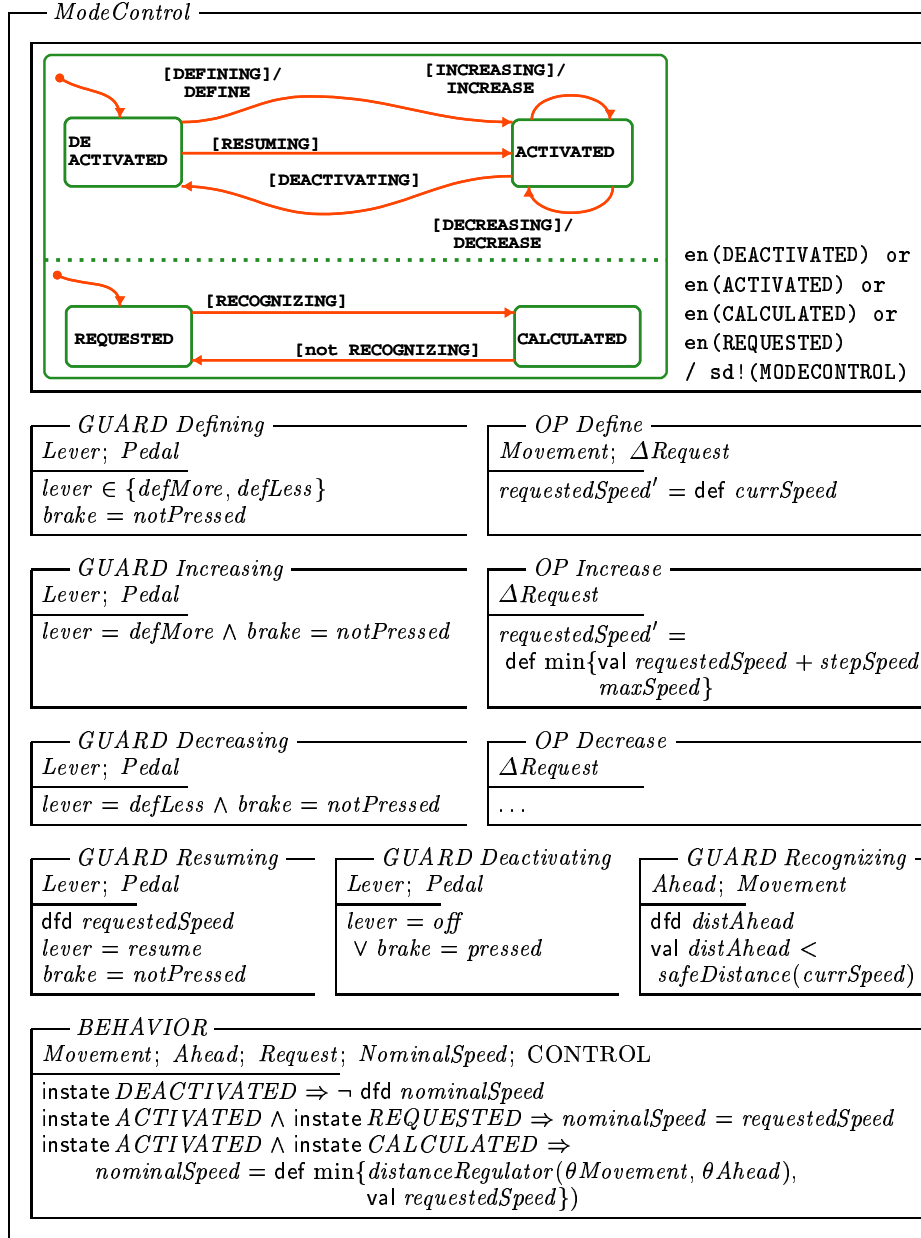 ModeControl
[DEFINING]/
DEFINE
[INCREASING]/
INCREASE
DE
ACTIVATED
[RESUMING]
ACTIVATED
[DEACTIVATING]
[DECREASING]/
DECREASE
[RECOGNIZING]
REQUESTED
[not RECOGNIZING]
CALCULATED
en(DEACTIVATED) or
en(ACTIVATED) or
en(CALCULATED) or
en(REQUESTED)
/ sd!(MODECONTROL)
GUARD Defining
Lever; Pedal
lever ∈ {defMore, defLess}
brake = notPressed
OP Define
Movement; ΔRequest
requestedSpeed′ = def currSpeed
GUARD Increasing
Lever; Pedal
lever = defMore ∧ brake = notPressed
OP Increase
ΔRequest
requestedSpeed′ =
def min{val requestedSpeed + stepSpeed
maxSpeed}
GUARD Decreasing
Lever; Pedal
lever = defLess ∧ brake = notPressed
OP Decrease
ΔRequest
...
GUARD Resuming
Lever; Pedal
dfd requestedSpeed
lever = resume
brake = notPressed
GUARD Deactivating
Lever; Pedal
lever = off
∨ brake = pressed
GUARD Recognizing
Ahead; Movement
dfd distAhead
val distAhead <
safeDistance(currSpeed)
BEHAVIOR
Movement; Ahead; Request; NominalSpeed; CONTROL
instate DEACTIVATED ⇒ ¬ dfd nominalSpeed
instate ACTIVATED ∧ instate REQUESTED ⇒ nominalSpeed = requestedSpeed
instate ACTIVATED ∧ instate CALCULATED ⇒
nominalSpeed = def min{distanceRegulator(θMovement, θAhead),
val requestedSpeed})